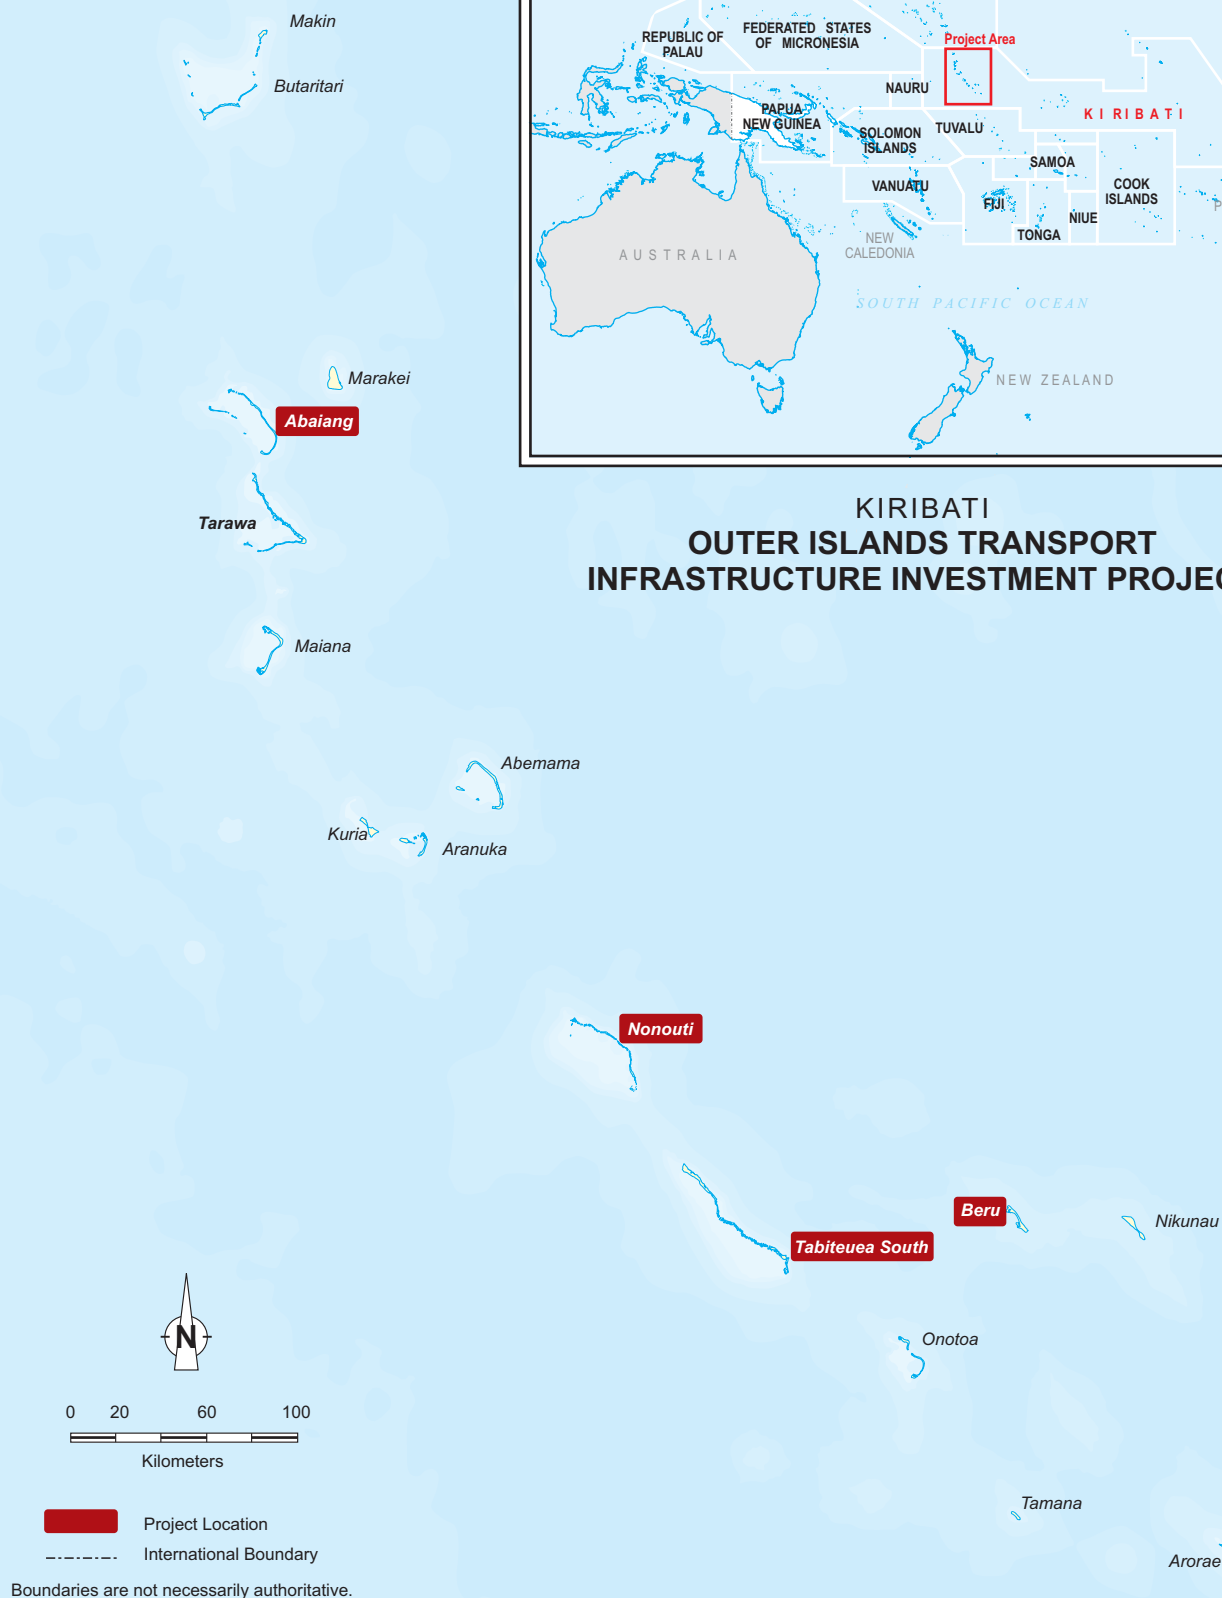 Makin
Butaritari
REPUBLIC OF
PALAU
FEDERATED STATES
OF MICRONESIA
Project Area
NAURU
KIRIBATI
PAPUA
NEW GUINEA
SOLOMON
ISLANDS
TUVALU
SAMOA
VANUATU
COOK
ISLANDS
FIJI
NIUE
TONGA
NEW
CALEDONIA
P
AUSTRALIA
SOUTH PACIFIC OCEAN
NEW ZEALAND
Marakei
Abaiang
Tarawa
KIRIBATI
OUTER ISLANDS TRANSPORT
INFRASTRUCTURE INVESTMENT PROJEC
Maiana
Abemama
Kuria
Aranuka
Nonouti
Beru
Nikunau
Tabiteuea South
Onotoa
N
0 20 60 100
Kilometers
Tamana
Project Location
International Boundary
Arorae
Boundaries are not necessarily authoritative.